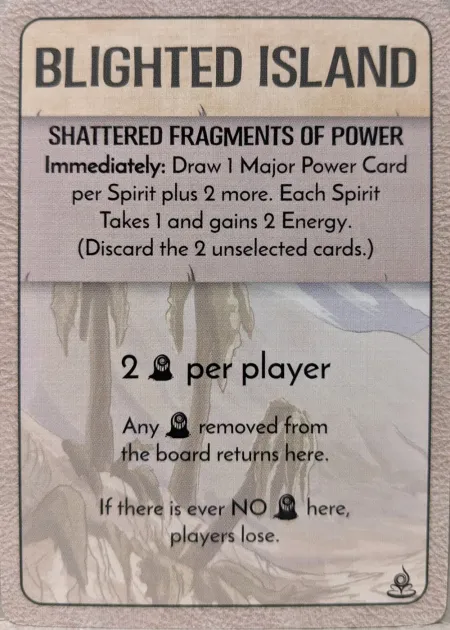 BLIGHTED ISLAND
SHATTERED FRAGMENTS OF POWER
Immediately: Draw 1 Major Power Card
per Spirit plus 2 more. Each Spirit
Takes 1 and gains 2 Energy.
(Discard the 2 unselected cards.)
2 per player
Any removed from
the board returns here.
If there is ever NO here,
players lose.